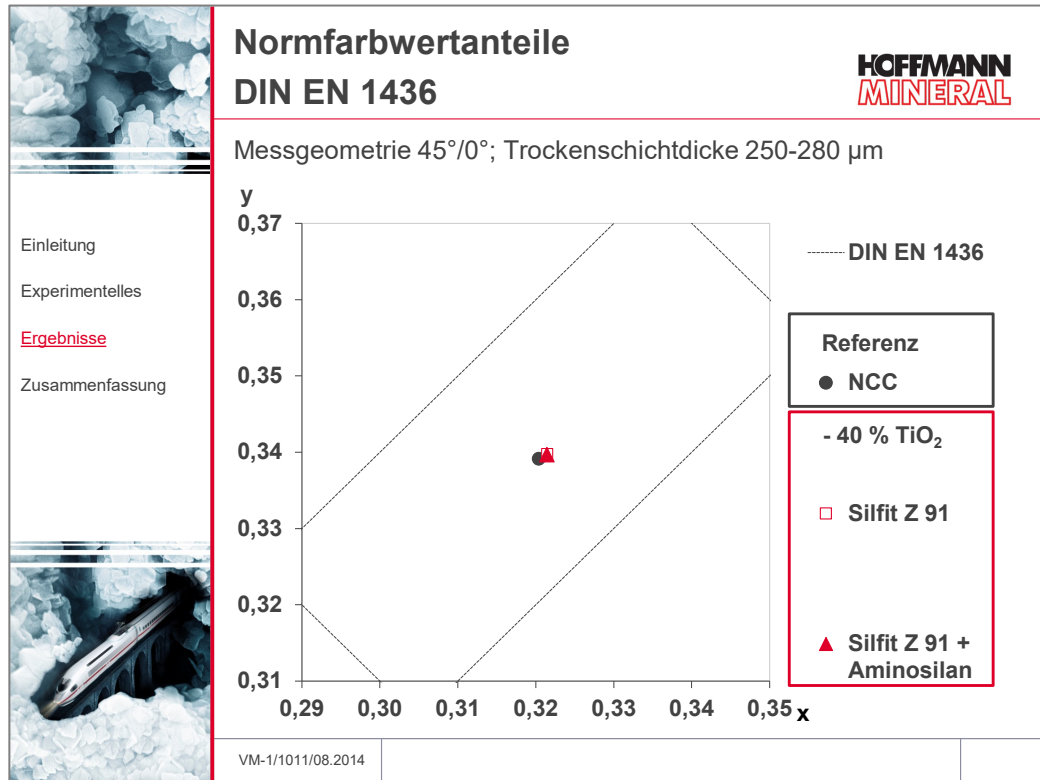 Normfarbwertanteile
DIN EN 1436
HOFFMANN
MINERAL
Messgeometrie 45°/0°; Trockenschichtdicke 250-280 µm
Einleitung
Experimentelles
Ergebnisse
Zusammenfassung
y
0,37
0,36
0,35
0,34
0,33
0,32
0,31
0,29 0,30 0,31 0,32 0,33 0,34 0,35 x
DIN EN 1436
Referenz
NCC
- 40 % TiO₂
Silfit Z 91
Silfit Z 91 +
Aminosilan
VM-1/1011/08.2014